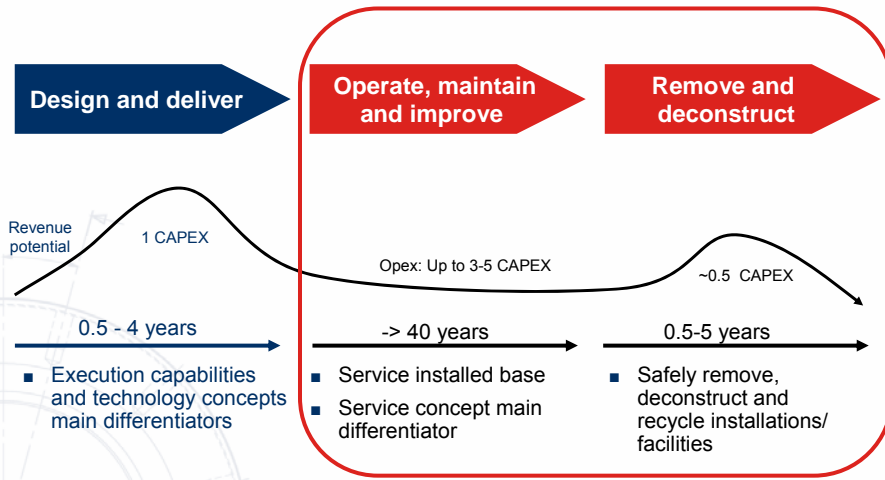 Design and deliver
Operate, maintain
and improve
Remove and
deconstruct
Revenue
potential
1 CAPEX
Opex: Up to 3-5 CAPEX
~0.5 CAPEX
0.5 - 4 years
-> 40 years
0.5-5 years
■ Execution capabilities
and technology concepts
main differentiators
■ Service installed base
■ Service concept main
differentiator
■ Safely remove,
deconstruct and
recycle installations/
facilities